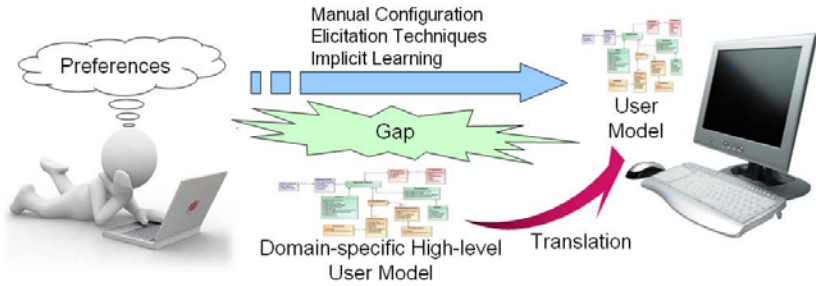 Manual Configuration
Elicitation Techniques
Implicit Learning
Preferences
Gap
User
Model
Domain-specific High-level
User Model
Translation